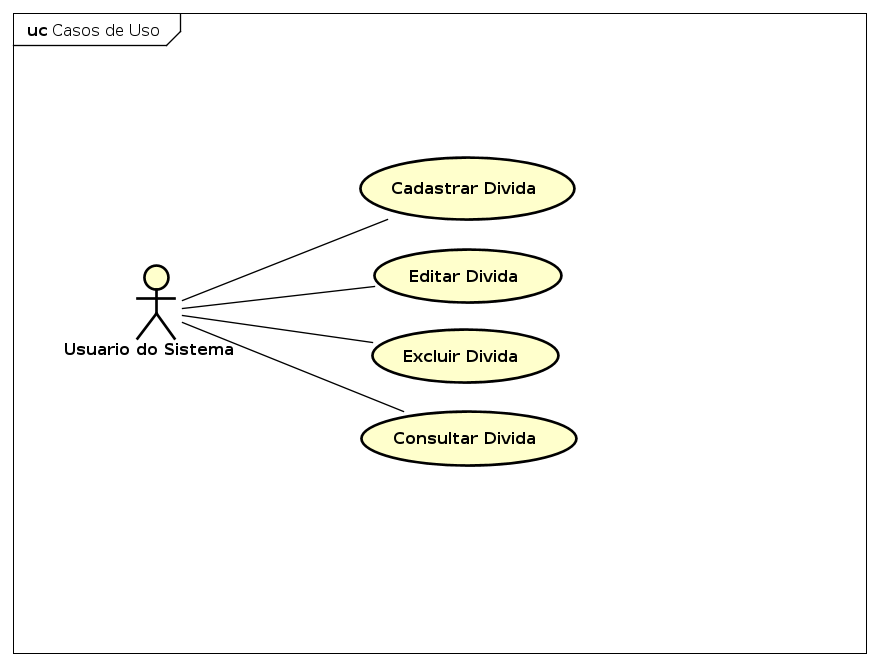 uc Casos de Uso
Cadastrar Divida
Editar Divida
Usuario do Sistema
Excluir Divida
Consultar Divida